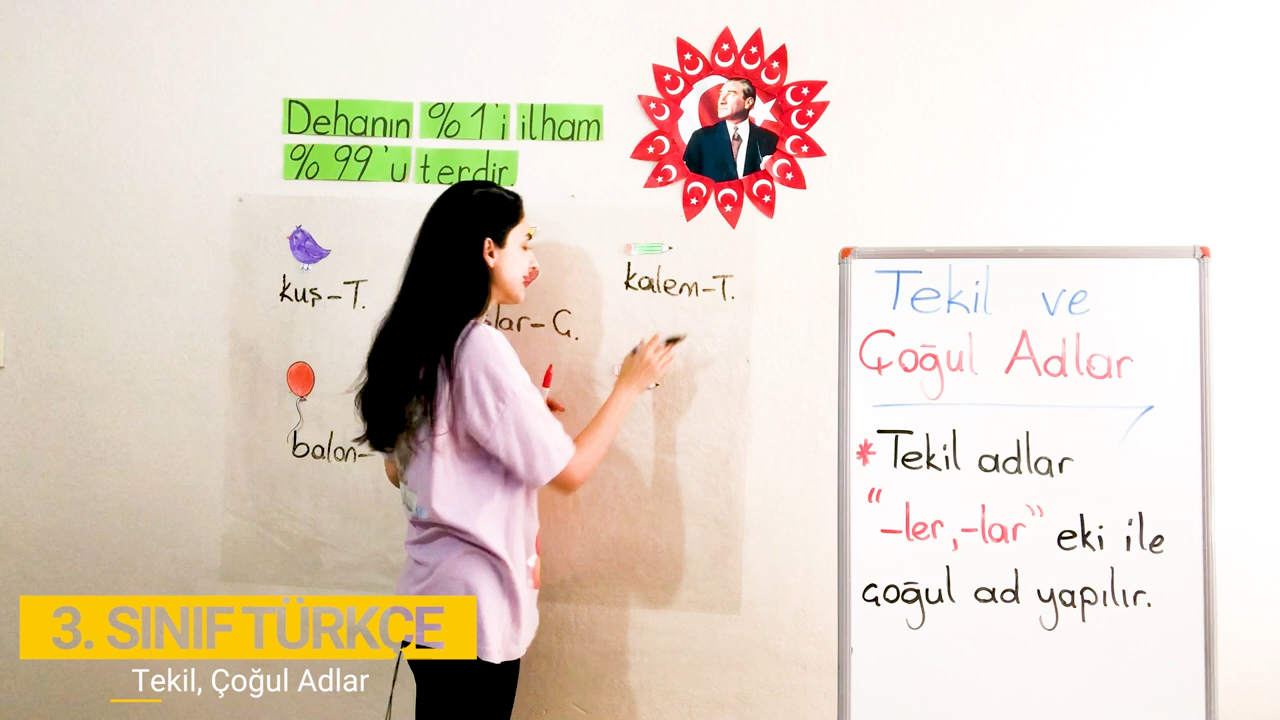 Dehanın %1'i ilham
%99'u terdir.
kuş-T.
kalem-T.
balon-
Tekil ve
Çoğul Adlar
*Tekil adlar
"-ler,-lar" eki ile
çoğul ad yapılır.
3. SINIF TÜRKÇE
Tekil, Çoğul Adlar